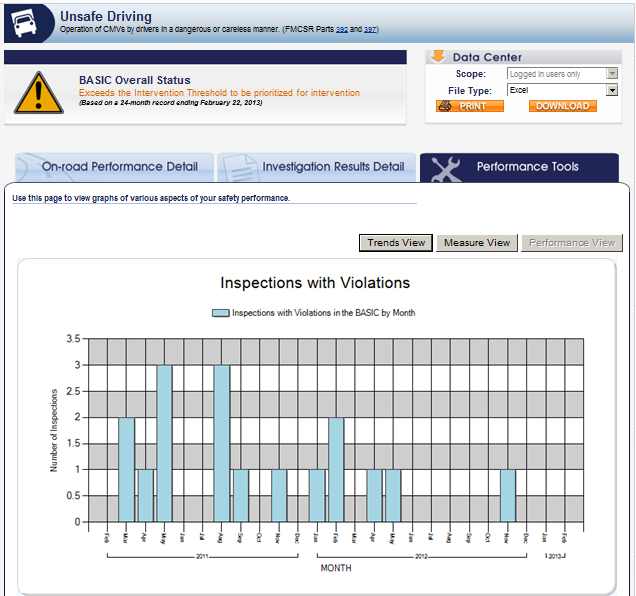 Unsafe Driving
Operation of CMVs by drivers in a dangerous or careless manner. (FMCSR Parts 392 and 397)
BASIC Overall Status
Exceeds the Intervention Threshold to be prioritized for intervention
(Based on a 24-month record ending February 22, 2013)
Data Center
Scope: Logged in users only
File Type: Excel
PRINT DOWNLOAD
On-road Performance Detail Investigation Results Detail Performance Tools
Use this page to view graphs of various aspects of your safety performance.
Trends View Measure View Performance View
Inspections with Violations
Inspections with Violations in the BASIC by Month
Number of Inspections
3.5
3
2.5
2
1.5
1
0.5
0
Feb Mar Apr May Jun Jul Aug Sep Oct Nov Dec Jan Feb Mar Apr May Jun Jul Aug Sep Oct Nov Dec Jan Feb
2011 2012 2013
MONTH